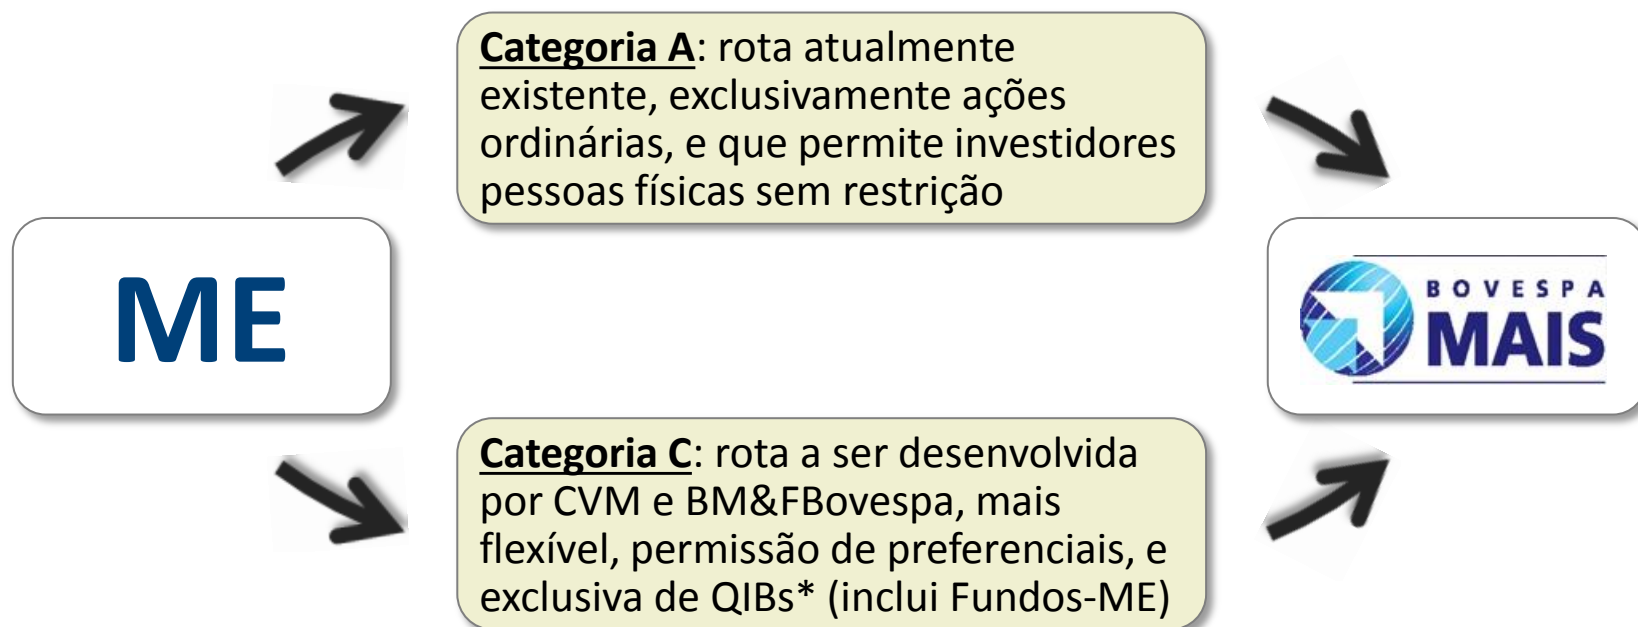 Categoria A: rota atualmente
existente, exclusivamente ações
ordinárias, e que permite investidores
pessoas físicas sem restrição
ME
BOVESPA
MAIS
Categoria C: rota a ser desenvolvida
por CVM e BM&FBovespa, mais
flexível, permissão de preferenciais, e
exclusiva de QIBs* (inclui Fundos-ME)